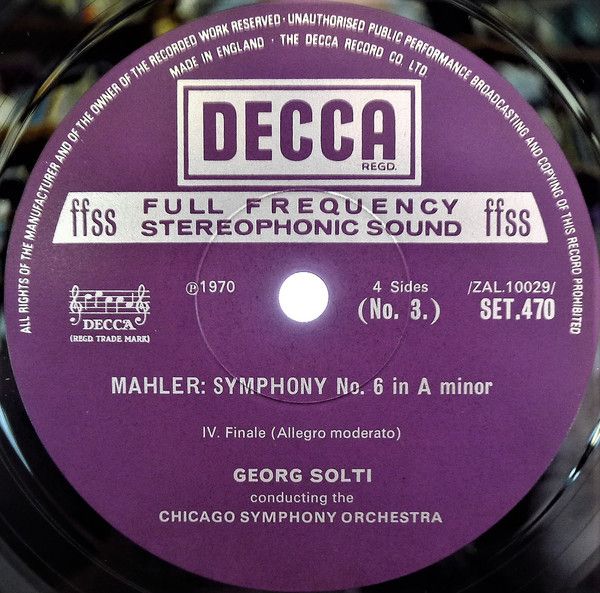 ALL RIGHTS OF THE MANUFACTURER AND OF THE OWNER OF THE RECORDED WORK RESERVED · UNAUTHORISED PUBLIC PERFORMANCE BROADCASTING AND COPYING OF THIS RECORD PROHIBITED
MADE IN ENGLAND · THE DECCA RECORD CO. LTD.
DECCA
REGD.
ffss FULL FREQUENCY STEREOPHONIC SOUND ffss
DECCA
(REGD. TRADE MARK)
℗1970
4 Sides
(No. 3.)
/ZAL.10029/
SET.470
MAHLER: SYMPHONY No. 6 in A minor
IV. Finale (Allegro moderato)
GEORG SOLTI
conducting the
CHICAGO SYMPHONY ORCHESTRA